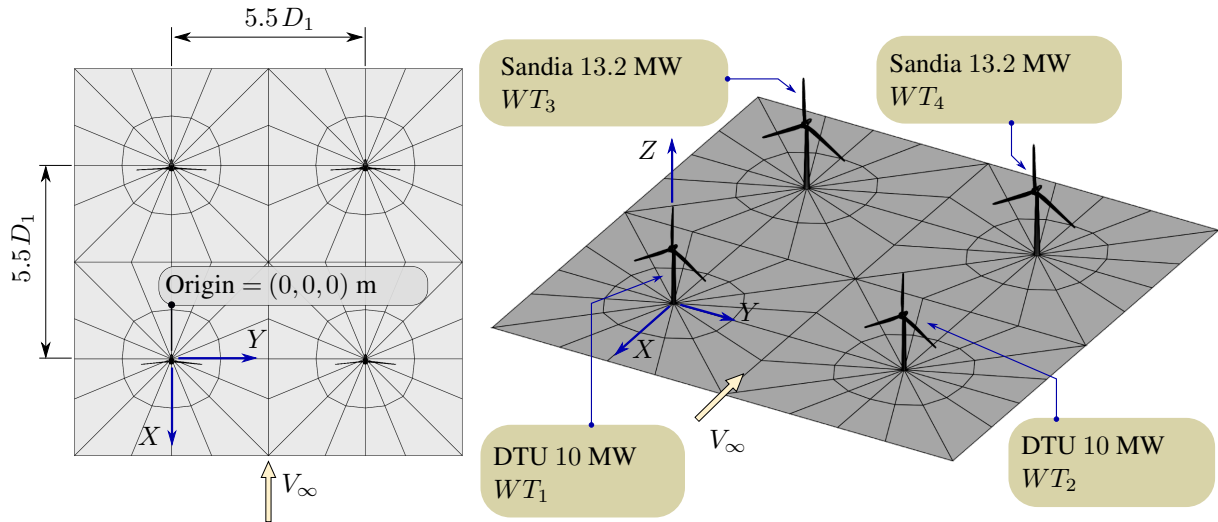 5.5 D₁
5.5 D₁
Origin = (0,0,0) m
Y
X
V∞
Sandia 13.2 MW
WT₃
Sandia 13.2 MW
WT₄
Z
Y
X
V∞
DTU 10 MW
WT₁
DTU 10 MW
WT₂